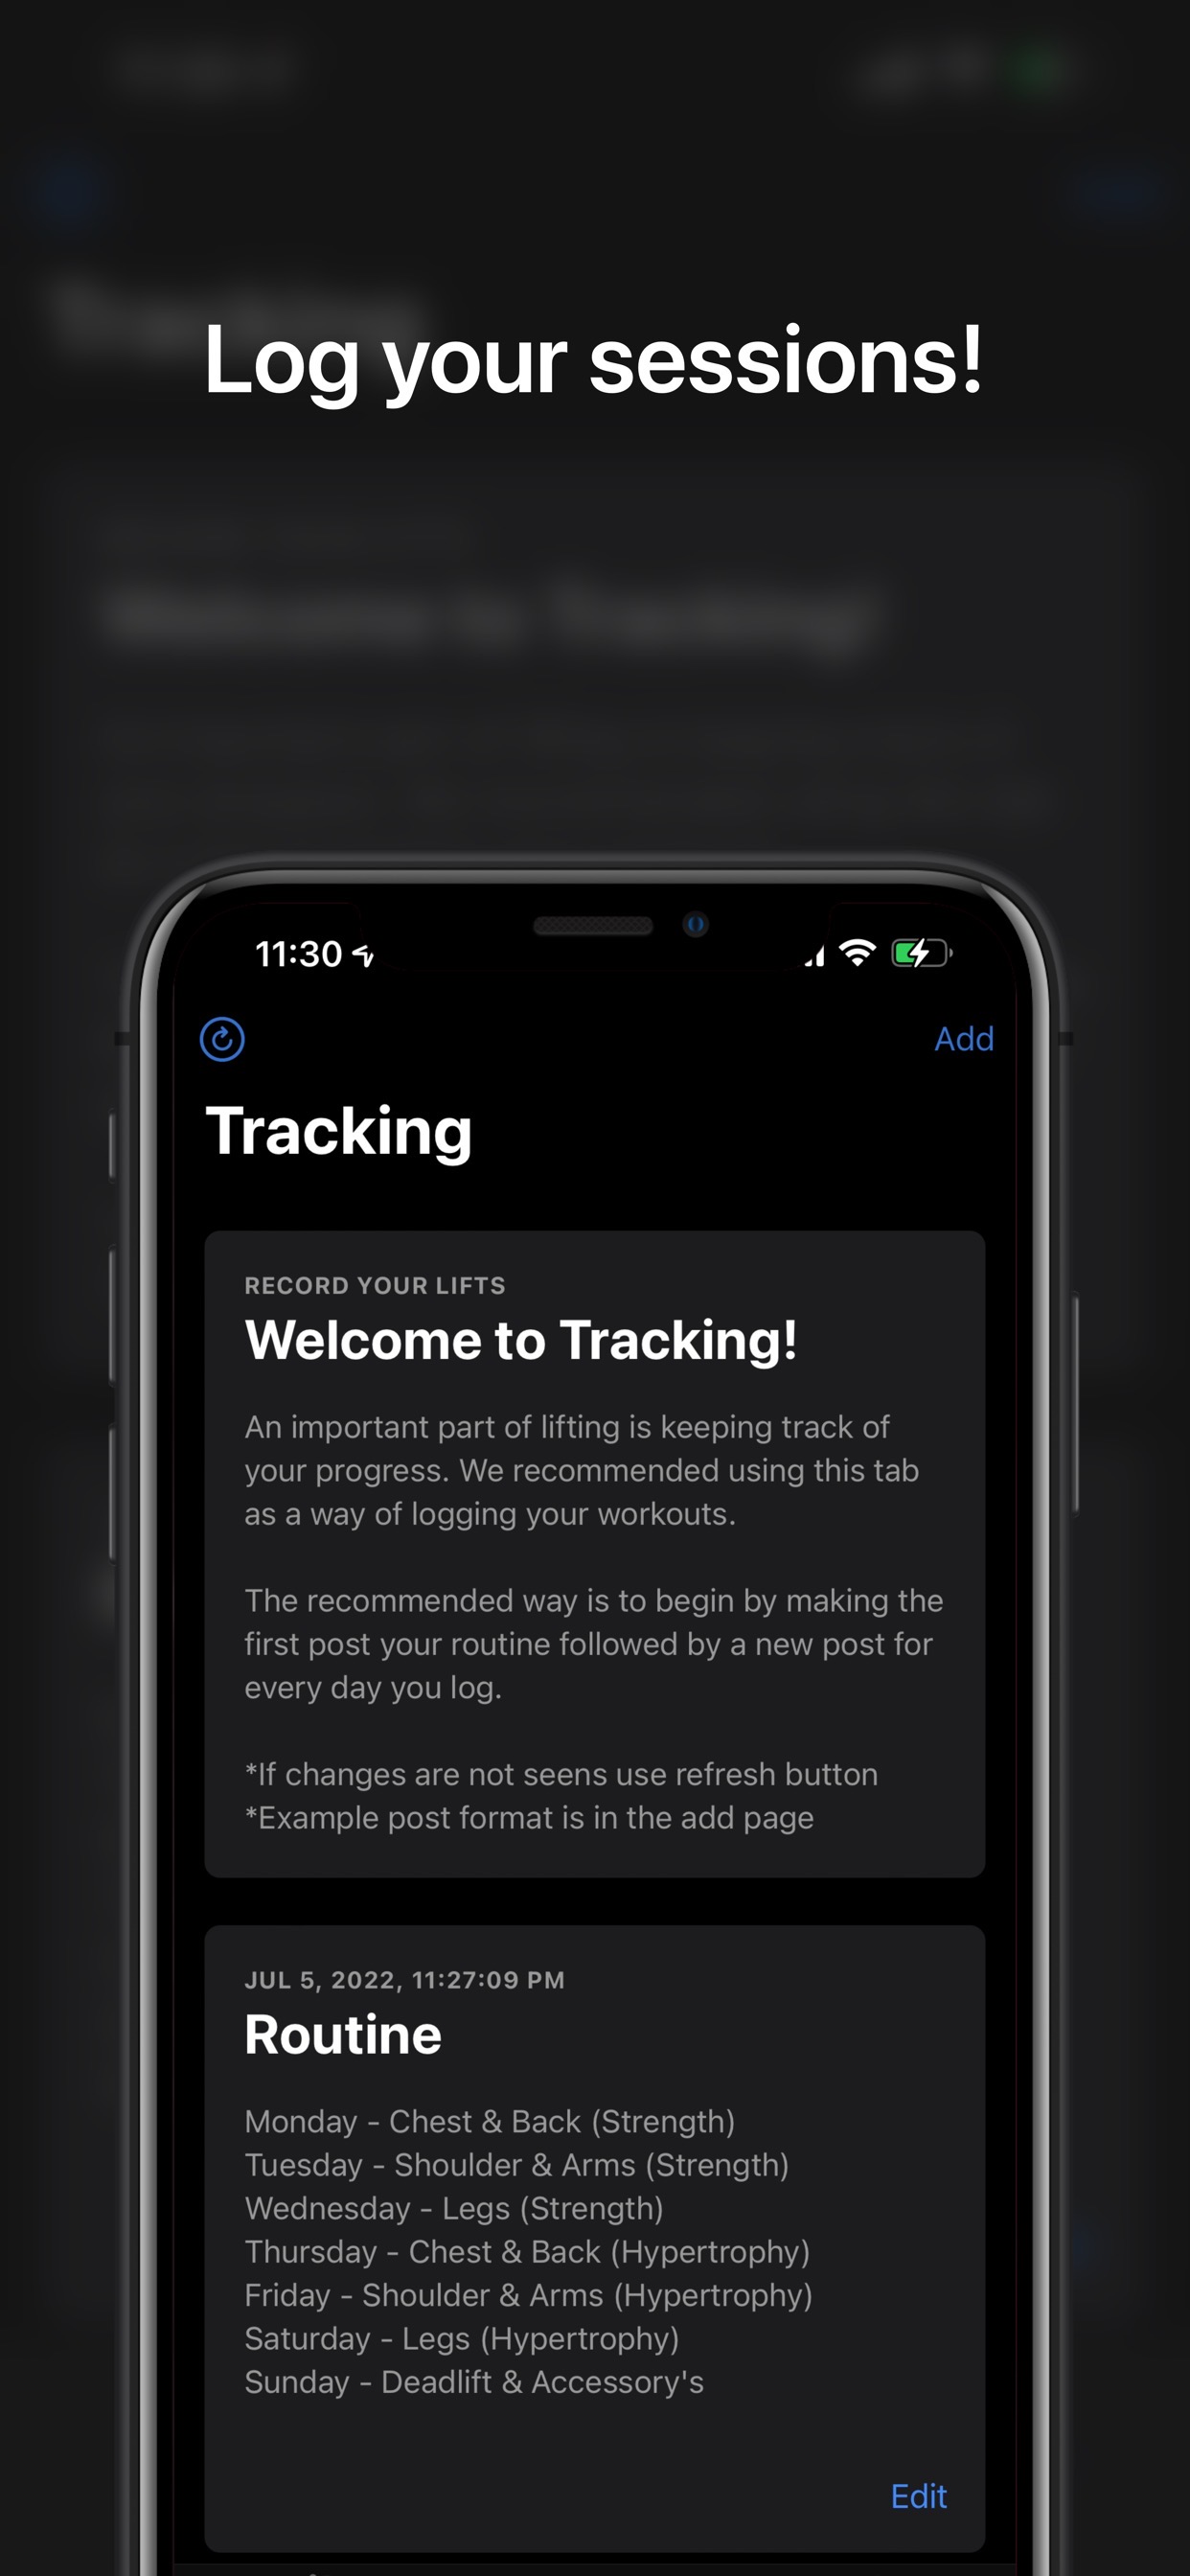 Log your sessions!
11:30
Add
Tracking
RECORD YOUR LIFTS
Welcome to Tracking!
An important part of lifting is keeping track of
your progress. We recommended using this tab
as a way of logging your workouts.
The recommended way is to begin by making the
first post your routine followed by a new post for
every day you log.
*If changes are not seens use refresh button
*Example post format is in the add page
JUL 5, 2022, 11:27:09 PM
Routine
Monday - Chest & Back (Strength)
Tuesday - Shoulder & Arms (Strength)
Wednesday - Legs (Strength)
Thursday - Chest & Back (Hypertrophy)
Friday - Shoulder & Arms (Hypertrophy)
Saturday - Legs (Hypertrophy)
Sunday - Deadlift & Accessory's
Edit